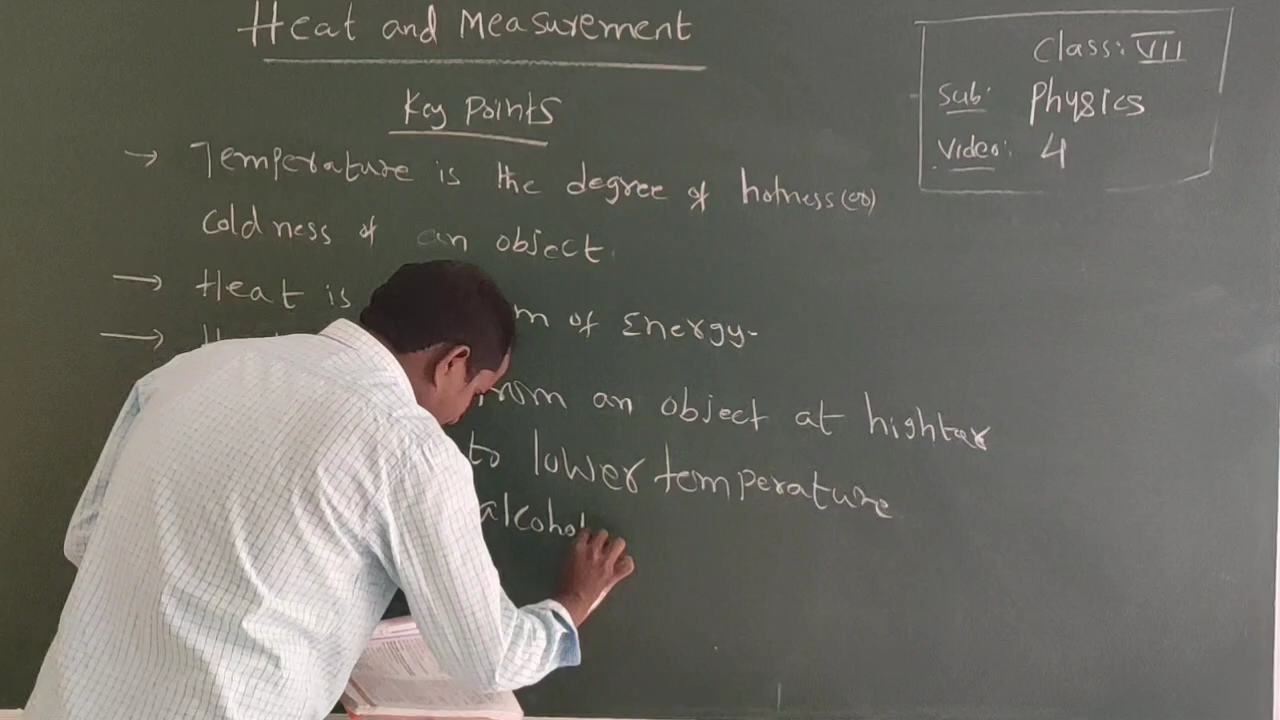 Heat and Measurement
Class: VII
Sub: Physics
Video: 4
Key Points
→ Temperature is the degree of hotness (or)
coldness of an object.
→ Heat is m of Energy-
→
from an object at highter
to lower temperature
alcohol